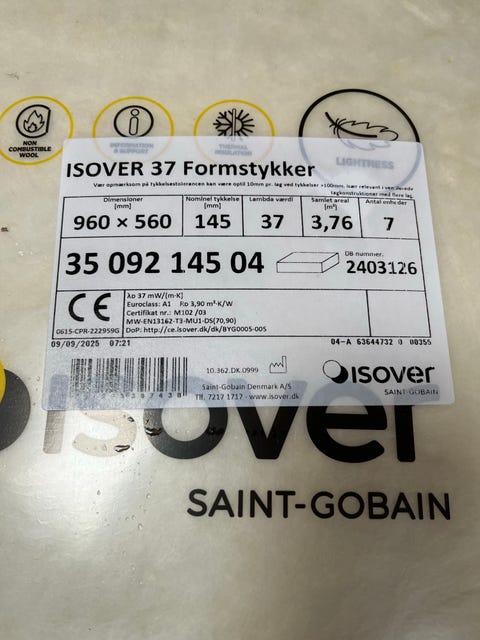 NON
COMBUSTIBLE
WOOL
INFORMATION
& SUPPORT
THERMAL
INSULATION
LIGHTNESS
ISOVER 37 Formstykker
Vær opmærksom på tykkelsestolerancen kan være optil 10mm pr. lag ved tykkelser >100mm, især relevant i
tagkonstruktioner med flere lag.
Dimensioner [mm] Nominel tykkelse [mm] Lambda værdi Samlet areal [m²] Antal enheder
960 × 560 145 37 3,76 7
35 092 145 04
DB nummer:
2403126
CE
0615-CPR-222959G
λD 37 mW/(m·K)
Euroclass: A1 RD 3,90 m²·K/W
Certifikat nr.: M102 /03
MW-EN13162-T3-MU1-DS(70,90)
DoP: http://ce.isover.dk/dk/BYG0005-005
09/09/2025 07:21
04-A 63644732 0 00355
10.362.DK.0999
Saint-Gobain Denmark A/S
Tlf. 7217 1717 - www.isover.dk
isover
SAINT-GOBAIN
isover
SAINT-GOBAIN